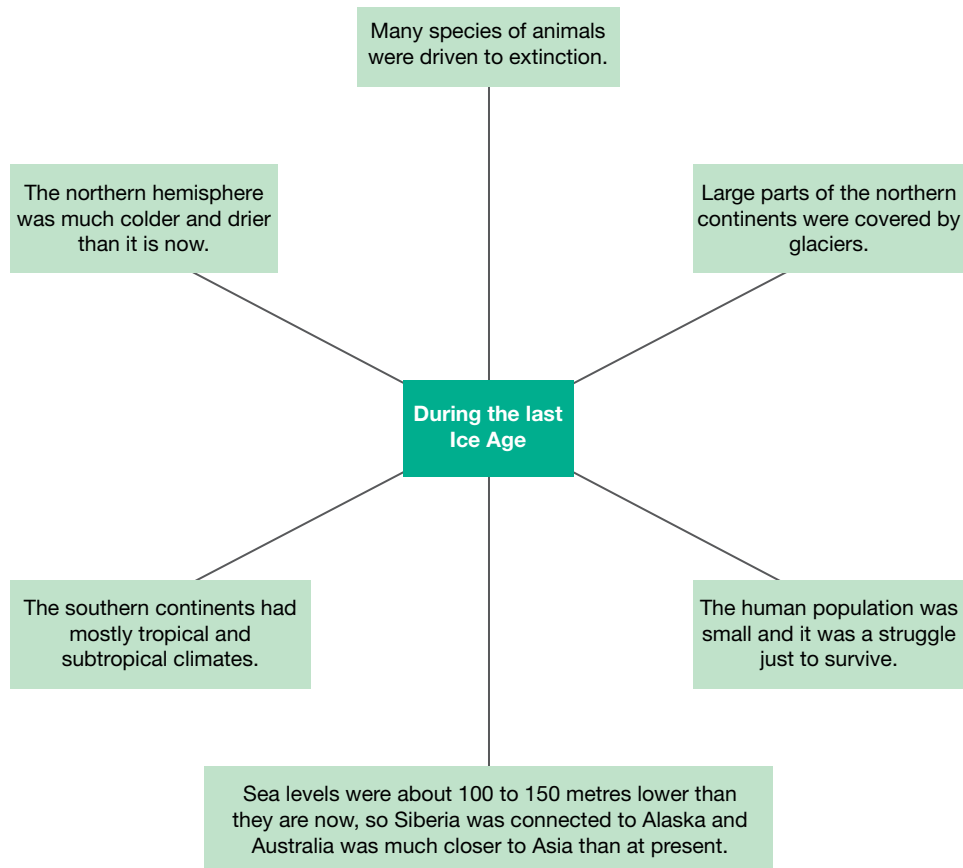 Many species of animals
were driven to extinction.
The northern hemisphere
was much colder and drier
than it is now.
Large parts of the northern
continents were covered by
glaciers.
During the last
Ice Age
The southern continents had
mostly tropical and
subtropical climates.
The human population was
small and it was a struggle
just to survive.
Sea levels were about 100 to 150 metres lower than
they are now, so Siberia was connected to Alaska and
Australia was much closer to Asia than at present.